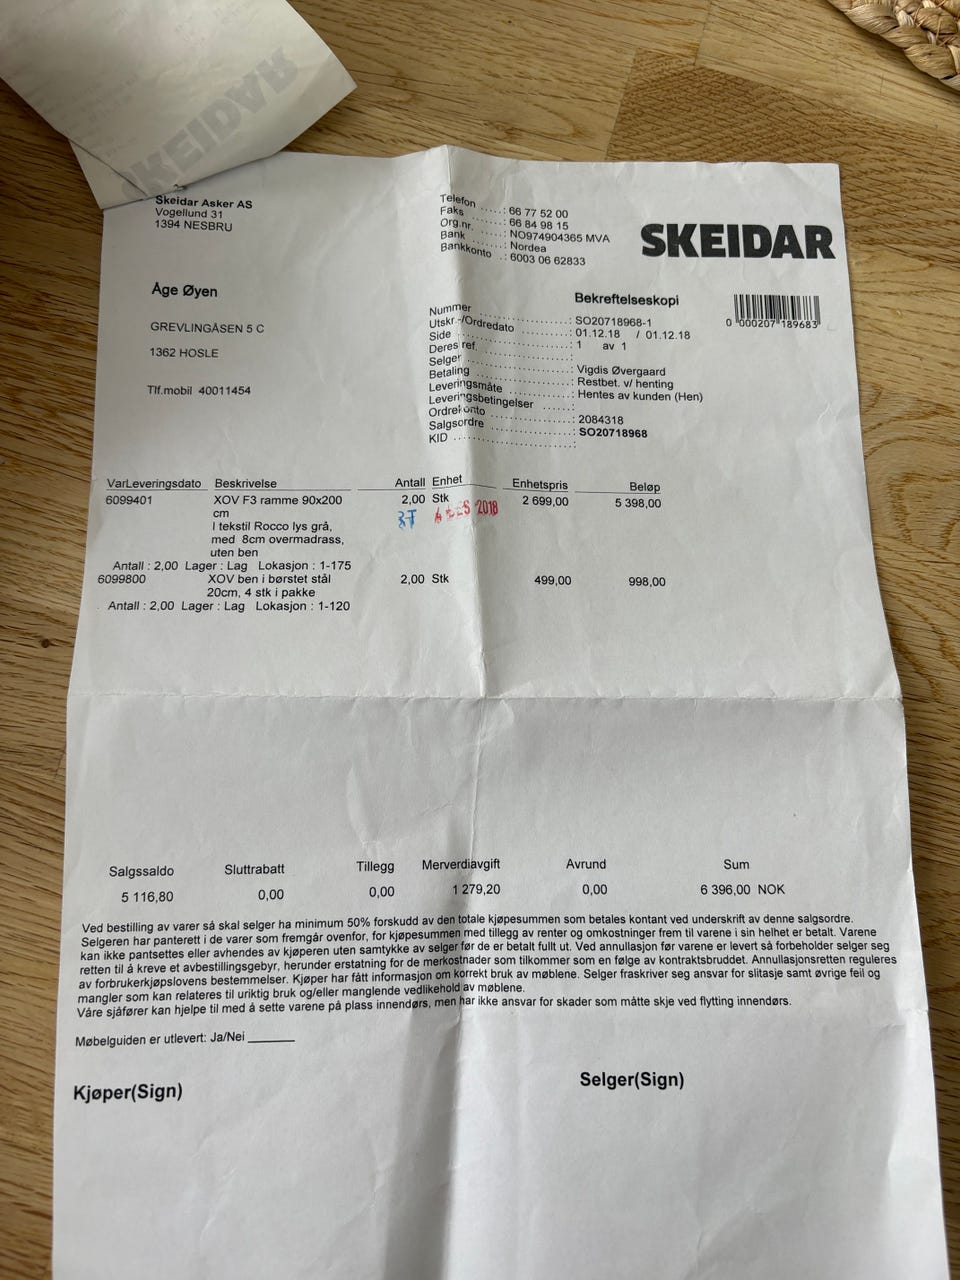 SKEIDAR
Skeidar Asker AS
Vogellund 31
1394 NESBRU
Telefon ..... : 66 77 52 00
Faks ..... : 66 84 98 15
Org.nr. ..... : NO974904365 MVA
Bank ..... : Nordea
Bankkonto .. : 6003 06 62833
SKEIDAR
Åge Øyen
GREVLINGÅSEN 5 C
1362 HOSLE
Tlf.mobil 40011454
Bekreftelseskopi
0 000207 189683
Nummer ..... : SO20718968-1
Utskr.-/Ordredato ..... : 01.12.18 / 01.12.18
Side ..... : 1 av 1
Deres ref. ..... :
Selger ..... : Vigdis Øvergaard
Betaling ..... : Restbet. v/ henting
Leveringsmåte ..... : Hentes av kunden (Hen)
Leveringsbetingelser ..... :
Ordrekonto ..... : 2084318
Salgsordre ..... : SO20718968
KID ..... :
VarLeveringsdato Beskrivelse Antall Enhet Enhetspris Beløp
6099401 XOV F3 ramme 90x200 2,00 Stk 2 699,00 5 398,00
cm
DES 2018
I tekstil Rocco lys grå,
med 8cm overmadrass,
uten ben
Antall : 2,00 Lager : Lag Lokasjon : 1-175
6099800 XOV ben i børstet stål 2,00 Stk 499,00 998,00
20cm, 4 stk i pakke
Antall : 2,00 Lager : Lag Lokasjon : 1-120
Salgssaldo Sluttrabatt Tillegg Merverdiavgift Avrund Sum
5 116,80 0,00 0,00 1 279,20 0,00 6 396,00 NOK
Ved bestilling av varer så skal selger ha minimum 50% forskudd av den totale kjøpesummen som betales kontant ved underskrift av denne salgsordre.
Selgeren har panterett i de varer som fremgår ovenfor, for kjøpesummen med tillegg av renter og omkostninger frem til varene i sin helhet er betalt. Varene
kan ikke pantsettes eller avhendes av kjøperen uten samtykke av selger før de er betalt fullt ut. Ved annullasjon før varene er levert så forbeholder selger seg
retten til å kreve et avbestillingsgebyr, herunder erstatning for de merkostnader som tilkommer som en følge av kontraktsbruddet. Annullasjonsretten reguleres
av forbrukerkjøpslovens bestemmelser. Kjøper har fått informasjon om korrekt bruk av møblene. Selger fraskriver seg ansvar for slitasje samt øvrige feil og
mangler som kan relateres til uriktig bruk og/eller manglende vedlikehold av møblene.
Våre sjåfører kan hjelpe til med å sette varene på plass innendørs, men har ikke ansvar for skader som måtte skje ved flytting innendørs.
Møbelguiden er utlevert: Ja/Nei ______
Kjøper(Sign) Selger(Sign)